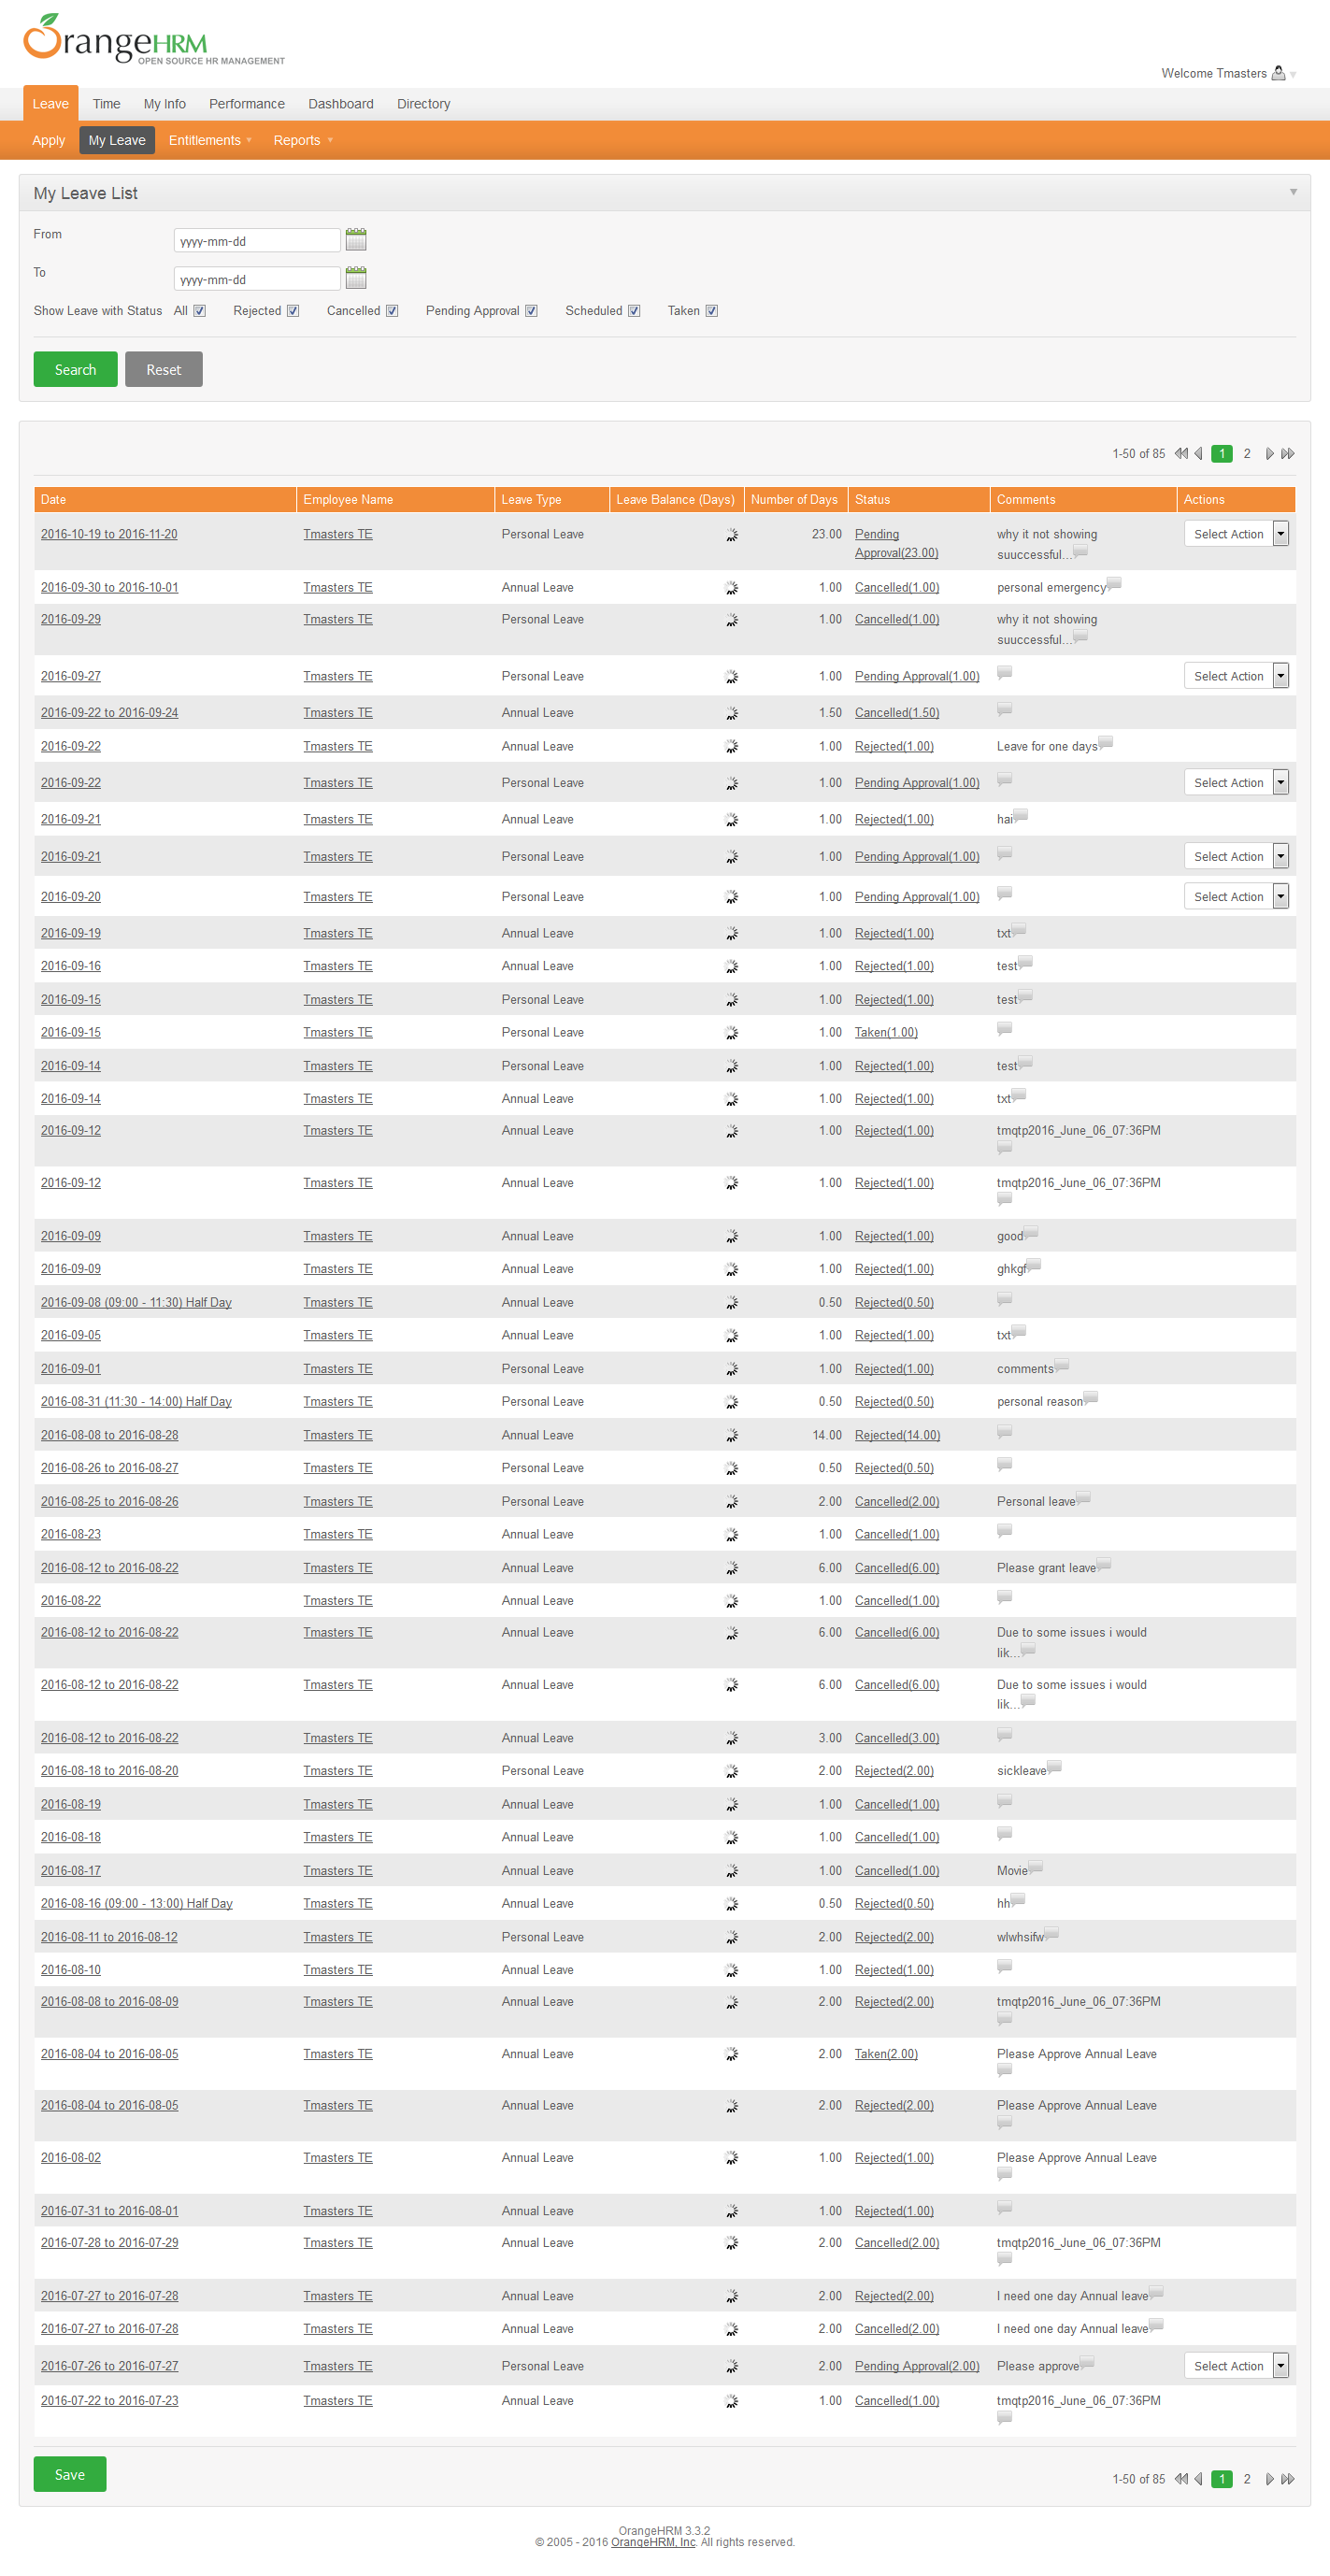 OrangeHRM
OPEN SOURCE HR MANAGEMENT
Welcome Tmasters
Leave Time My Info Performance Dashboard Directory
Apply My Leave Entitlements Reports
My Leave List
From yyyy-mm-dd
To yyyy-mm-dd
Show Leave with Status All Rejected Cancelled Pending Approval Scheduled Taken
Search Reset
1-50 of 85 1 2
Date Employee Name Leave Type Leave Balance (Days) Number of Days Status Comments Actions
2016-10-19 to 2016-11-20 Tmasters TE Personal Leave 23.00 Pending why it not showing Select Action
Approval(23.00) suuccessful...
2016-09-30 to 2016-10-01 Tmasters TE Annual Leave 1.00 Cancelled(1.00) personal emergency
2016-09-29 Tmasters TE Personal Leave 1.00 Cancelled(1.00) why it not showing
suuccessful...
2016-09-27 Tmasters TE Personal Leave 1.00 Pending Approval(1.00) Select Action
2016-09-22 to 2016-09-24 Tmasters TE Annual Leave 1.50 Cancelled(1.50)
2016-09-22 Tmasters TE Annual Leave 1.00 Rejected(1.00) Leave for one days
2016-09-22 Tmasters TE Personal Leave 1.00 Pending Approval(1.00) Select Action
2016-09-21 Tmasters TE Annual Leave 1.00 Rejected(1.00) hai
2016-09-21 Tmasters TE Personal Leave 1.00 Pending Approval(1.00) Select Action
2016-09-20 Tmasters TE Personal Leave 1.00 Pending Approval(1.00) Select Action
2016-09-19 Tmasters TE Annual Leave 1.00 Rejected(1.00) txt
2016-09-16 Tmasters TE Annual Leave 1.00 Rejected(1.00) test
2016-09-15 Tmasters TE Personal Leave 1.00 Rejected(1.00) test
2016-09-15 Tmasters TE Personal Leave 1.00 Taken(1.00)
2016-09-14 Tmasters TE Personal Leave 1.00 Rejected(1.00) test
2016-09-14 Tmasters TE Annual Leave 1.00 Rejected(1.00) txt
2016-09-12 Tmasters TE Annual Leave 1.00 Rejected(1.00) tmqtp2016_June_06_07:36PM
2016-09-12 Tmasters TE Annual Leave 1.00 Rejected(1.00) tmqtp2016_June_06_07:36PM
2016-09-09 Tmasters TE Annual Leave 1.00 Rejected(1.00) good
2016-09-09 Tmasters TE Annual Leave 1.00 Rejected(1.00) ghkgf
2016-09-08 (09:00 - 11:30) Half Day Tmasters TE Annual Leave 0.50 Rejected(0.50)
2016-09-05 Tmasters TE Annual Leave 1.00 Rejected(1.00) txt
2016-09-01 Tmasters TE Personal Leave 1.00 Rejected(1.00) comments
2016-08-31 (11:30 - 14:00) Half Day Tmasters TE Personal Leave 0.50 Rejected(0.50) personal reason
2016-08-08 to 2016-08-28 Tmasters TE Annual Leave 14.00 Rejected(14.00)
2016-08-26 to 2016-08-27 Tmasters TE Personal Leave 0.50 Rejected(0.50)
2016-08-25 to 2016-08-26 Tmasters TE Personal Leave 2.00 Cancelled(2.00) Personal leave
2016-08-23 Tmasters TE Annual Leave 1.00 Cancelled(1.00)
2016-08-12 to 2016-08-22 Tmasters TE Annual Leave 6.00 Cancelled(6.00) Please grant leave
2016-08-22 Tmasters TE Annual Leave 1.00 Cancelled(1.00)
2016-08-12 to 2016-08-22 Tmasters TE Annual Leave 6.00 Cancelled(6.00) Due to some issues i would
lik...
2016-08-12 to 2016-08-22 Tmasters TE Annual Leave 6.00 Cancelled(6.00) Due to some issues i would
lik...
2016-08-12 to 2016-08-22 Tmasters TE Annual Leave 3.00 Cancelled(3.00)
2016-08-18 to 2016-08-20 Tmasters TE Personal Leave 2.00 Rejected(2.00) sickleave
2016-08-19 Tmasters TE Annual Leave 1.00 Cancelled(1.00)
2016-08-18 Tmasters TE Annual Leave 1.00 Cancelled(1.00)
2016-08-17 Tmasters TE Annual Leave 1.00 Cancelled(1.00) Movie
2016-08-16 (09:00 - 13:00) Half Day Tmasters TE Annual Leave 0.50 Rejected(0.50) hh
2016-08-11 to 2016-08-12 Tmasters TE Personal Leave 2.00 Rejected(2.00) wlwhsifw
2016-08-10 Tmasters TE Annual Leave 1.00 Rejected(1.00)
2016-08-08 to 2016-08-09 Tmasters TE Annual Leave 2.00 Rejected(2.00) tmqtp2016_June_06_07:36PM
2016-08-04 to 2016-08-05 Tmasters TE Annual Leave 2.00 Taken(2.00) Please Approve Annual Leave
2016-08-04 to 2016-08-05 Tmasters TE Annual Leave 2.00 Rejected(2.00) Please Approve Annual Leave
2016-08-02 Tmasters TE Annual Leave 1.00 Rejected(1.00) Please Approve Annual Leave
2016-07-31 to 2016-08-01 Tmasters TE Annual Leave 1.00 Rejected(1.00)
2016-07-28 to 2016-07-29 Tmasters TE Annual Leave 2.00 Cancelled(2.00) tmqtp2016_June_06_07:36PM
2016-07-27 to 2016-07-28 Tmasters TE Annual Leave 2.00 Rejected(2.00) I need one day Annual leave
2016-07-27 to 2016-07-28 Tmasters TE Annual Leave 2.00 Cancelled(2.00) I need one day Annual leave
2016-07-26 to 2016-07-27 Tmasters TE Personal Leave 2.00 Pending Approval(2.00) Please approve Select Action
2016-07-22 to 2016-07-23 Tmasters TE Annual Leave 1.00 Cancelled(1.00) tmqtp2016_June_06_07:36PM
Save 1-50 of 85 1 2
OrangeHRM 3.3.2
© 2005 - 2016 OrangeHRM, Inc. All rights reserved.